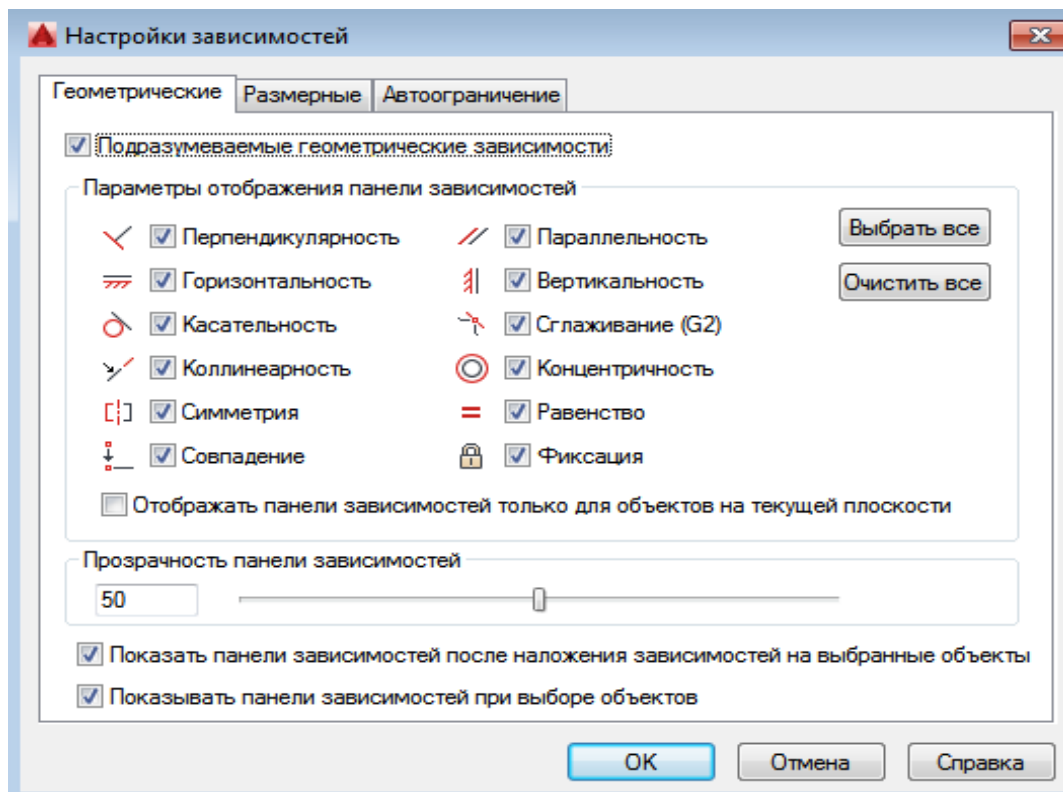 Настройки зависимостей
Геометрические Размерные Автоограничение
Подразумеваемые геометрические зависимости
Параметры отображения панели зависимостей
Перпендикулярность Параллельность Выбрать все
Горизонтальность Вертикальность Очистить все
Касательность Сглаживание (G2)
Коллинеарность Концентричность
Симметрия Равенство
Совпадение Фиксация
Отображать панели зависимостей только для объектов на текущей плоскости
Прозрачность панели зависимостей
50
Показать панели зависимостей после наложения зависимостей на выбранные объекты
Показывать панели зависимостей при выборе объектов
OK Отмена Справка